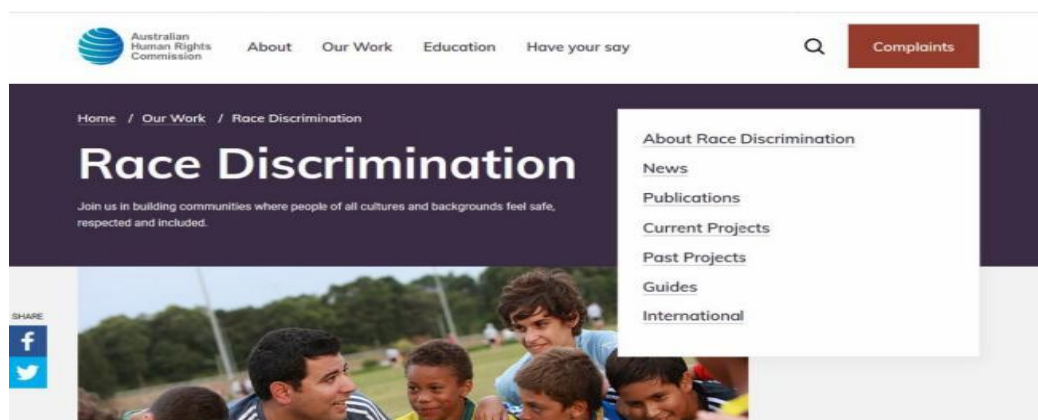 Australian
Human Rights
Commission
About Our Work Education Have your say
Complaints
Home / Our Work / Race Discrimination
Race Discrimination
Join us in building communities where people of all cultures and backgrounds feel safe,
respected and included.
About Race Discrimination
News
Publications
Current Projects
Past Projects
Guides
International
SHARE